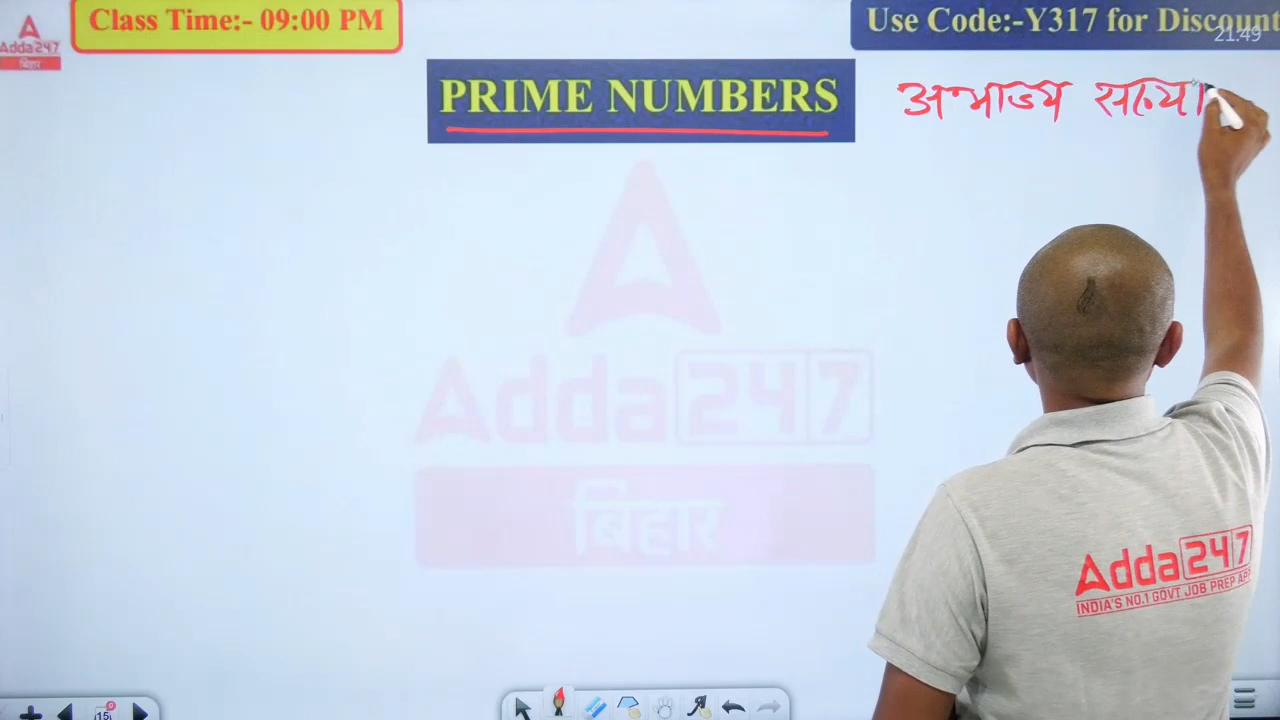 Class Time:- 09:00 PM
Use Code:-Y317 for Discount
21:49
Adda247
बिहार
PRIME NUMBERS
अभाज्य संख्या
Adda247
बिहार
Adda247
INDIA'S NO.1 GOVT JOB PREP APP
15